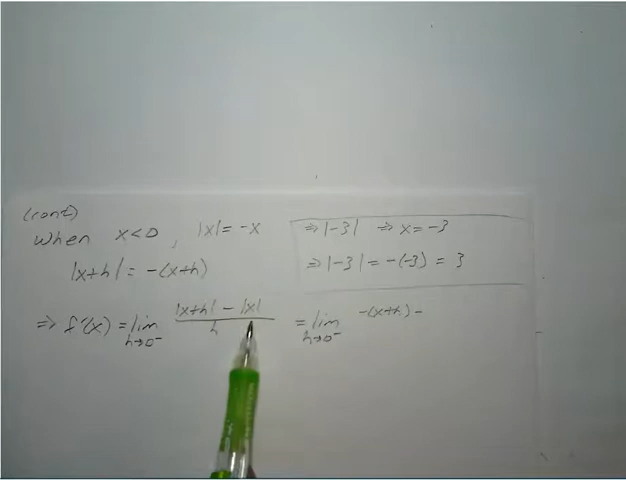 (cont)
When x<0, |x| = -x
|x+h| = -(x+h)
⇒ |-3| ⇒ x = -3
⇒ |-3| = -(-3) = 3
⇒ f'(x) = lim h→0⁻ (|x+h| - |x|)/h = lim h→0⁻ -(x+h) -